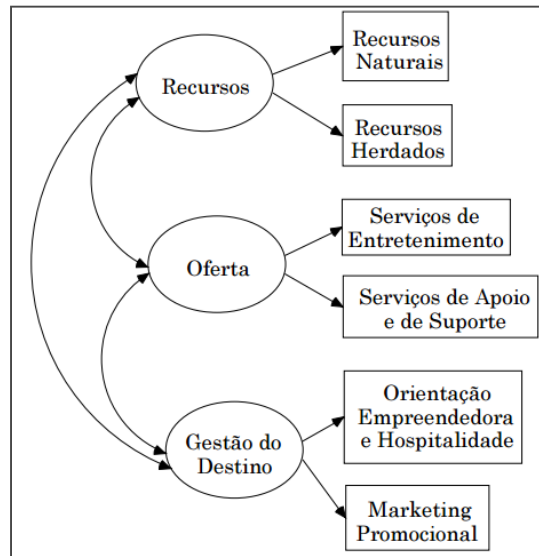 Recursos
Recursos
Naturais
Recursos
Herdados
Oferta
Serviços de
Entretenimento
Serviços de Apoio
e de Suporte
Gestão do
Destino
Orientação
Empreendedora
e Hospitalidade
Marketing
Promocional